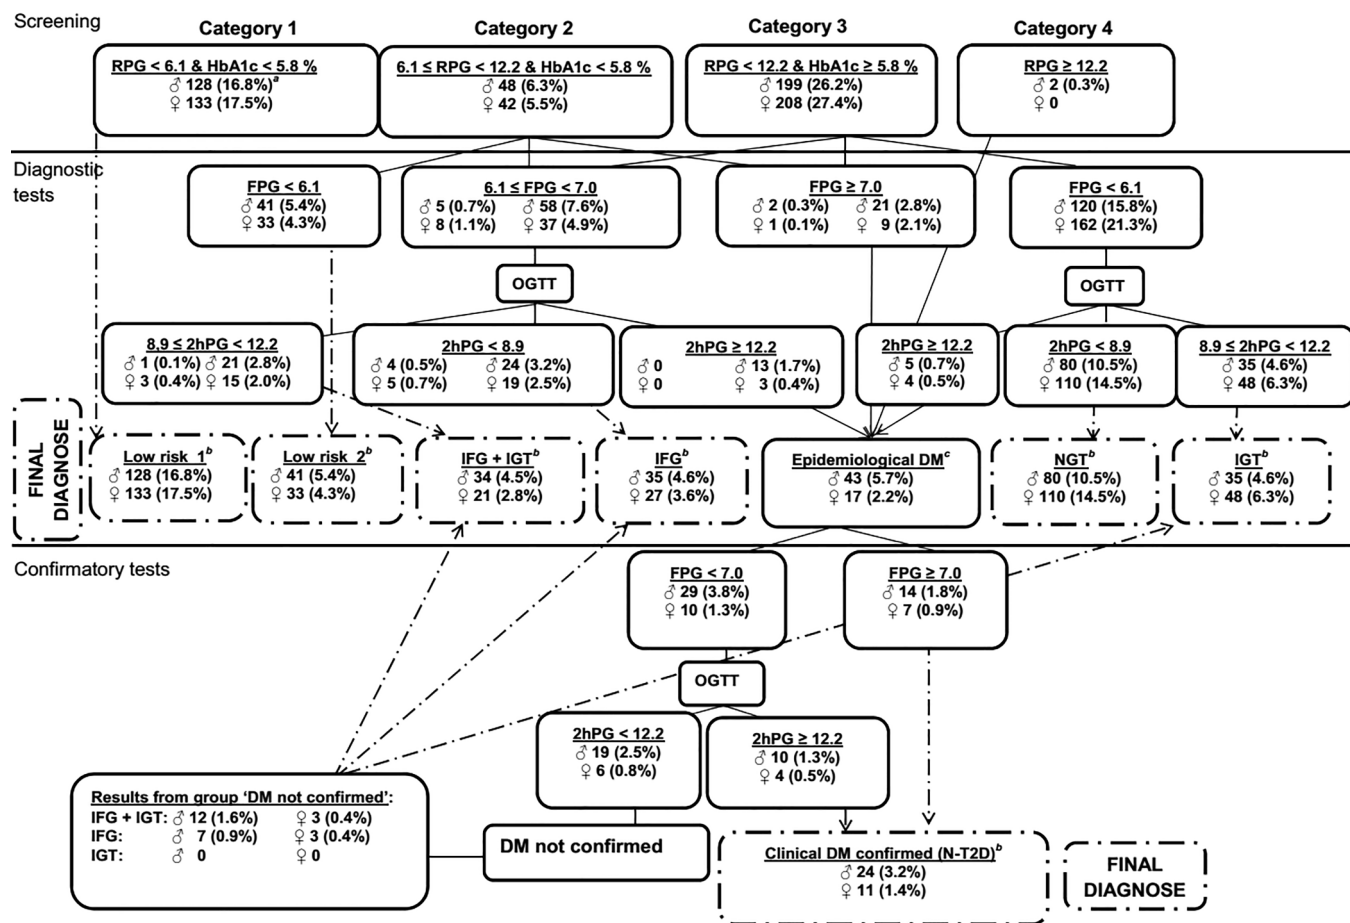 Screening
Category 1
Category 2
Category 3
Category 4
RPG < 6.1 & HbA1c < 5.8 %
♂ 128 (16.8%)a
♀ 133 (17.5%)
6.1 ≤ RPG < 12.2 & HbA1c < 5.8 %
♂ 48 (6.3%)
♀ 42 (5.5%)
RPG < 12.2 & HbA1c ≥ 5.8 %
♂ 199 (26.2%)
♀ 208 (27.4%)
RPG ≥ 12.2
♂ 2 (0.3%)
♀ 0
Diagnostic
tests
FPG < 6.1
♂ 41 (5.4%)
♀ 33 (4.3%)
6.1 ≤ FPG < 7.0
♂ 5 (0.7%) ♂ 58 (7.6%)
♀ 8 (1.1%) ♀ 37 (4.9%)
FPG ≥ 7.0
♂ 2 (0.3%) ♂ 21 (2.8%)
♀ 1 (0.1%) ♀ 9 (2.1%)
FPG < 6.1
♂ 120 (15.8%)
♀ 162 (21.3%)
OGTT
OGTT
8.9 ≤ 2hPG < 12.2
♂ 1 (0.1%) ♂ 21 (2.8%)
♀ 3 (0.4%) ♀ 15 (2.0%)
2hPG < 8.9
♂ 4 (0.5%) ♂ 24 (3.2%)
♀ 5 (0.7%) ♀ 19 (2.5%)
2hPG ≥ 12.2
♂ 0 ♂ 13 (1.7%)
♀ 0 ♀ 3 (0.4%)
2hPG ≥ 12.2
♂ 5 (0.7%)
♀ 4 (0.5%)
2hPG < 8.9
♂ 80 (10.5%)
♀ 110 (14.5%)
8.9 ≤ 2hPG < 12.2
♂ 35 (4.6%)
♀ 48 (6.3%)
FINAL
DIAGNOSE
Low risk 1b
♂ 128 (16.8%)
♀ 133 (17.5%)
Low risk 2b
♂ 41 (5.4%)
♀ 33 (4.3%)
IFG + IGTb
♂ 34 (4.5%)
♀ 21 (2.8%)
IFGb
♂ 35 (4.6%)
♀ 27 (3.6%)
Epidemiological DMc
♂ 43 (5.7%)
♀ 17 (2.2%)
NGTb
♂ 80 (10.5%)
♀ 110 (14.5%)
IGTb
♂ 35 (4.6%)
♀ 48 (6.3%)
Confirmatory tests
FPG < 7.0
♂ 29 (3.8%)
♀ 10 (1.3%)
FPG ≥ 7.0
♂ 14 (1.8%)
♀ 7 (0.9%)
OGTT
2hPG < 12.2
♂ 19 (2.5%)
♀ 6 (0.8%)
2hPG ≥ 12.2
♂ 10 (1.3%)
♀ 4 (0.5%)
Results from group ‘DM not confirmed’:
IFG + IGT: ♂ 12 (1.6%) ♀ 3 (0.4%)
IFG: ♂ 7 (0.9%) ♀ 3 (0.4%)
IGT: ♂ 0 ♀ 0
DM not confirmed
Clinical DM confirmed (N-T2D)b
♂ 24 (3.2%)
♀ 11 (1.4%)
FINAL
DIAGNOSE